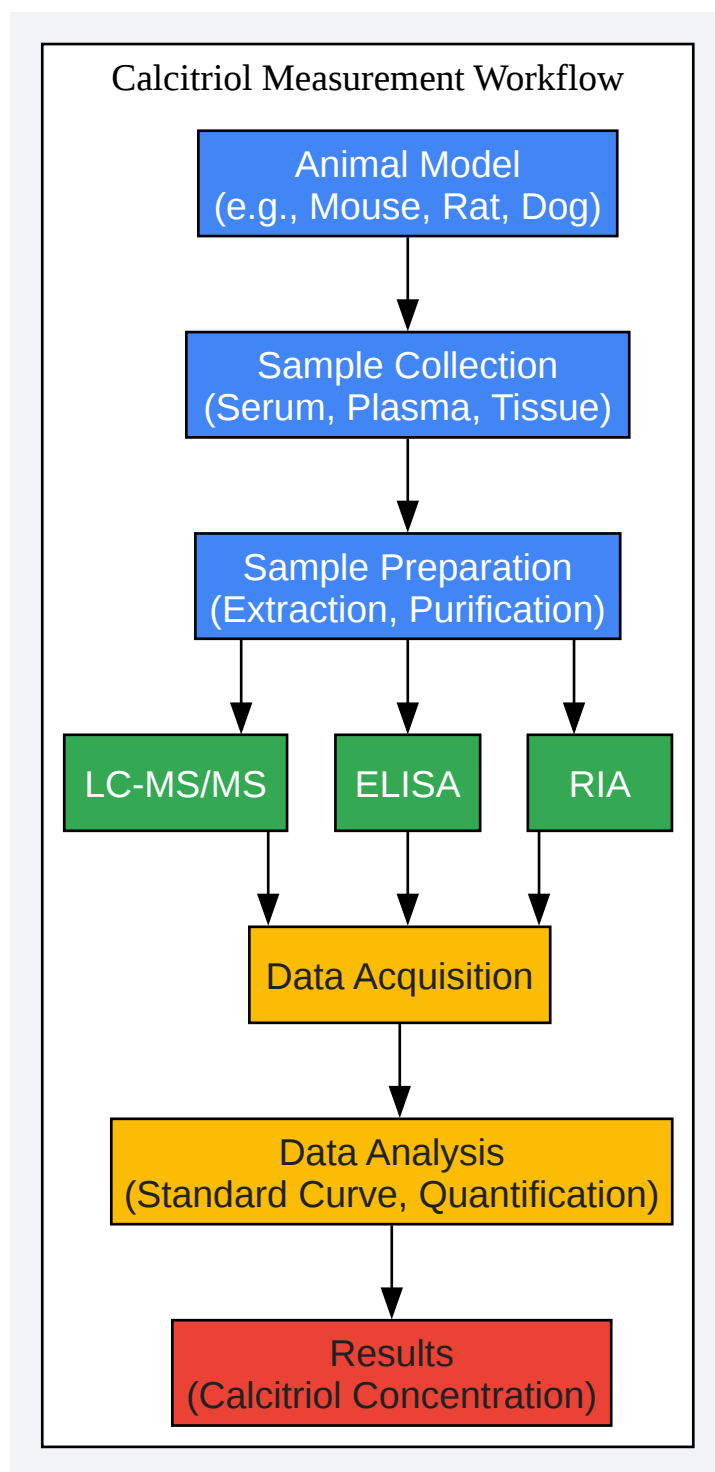 Calcitriol Measurement Workflow
Animal Model
(e.g., Mouse, Rat, Dog)
Sample Collection
(Serum, Plasma, Tissue)
Sample Preparation
(Extraction, Purification)
LC-MS/MS
ELISA
RIA
Data Acquisition
Data Analysis
(Standard Curve, Quantification)
Results
(Calcitriol Concentration)